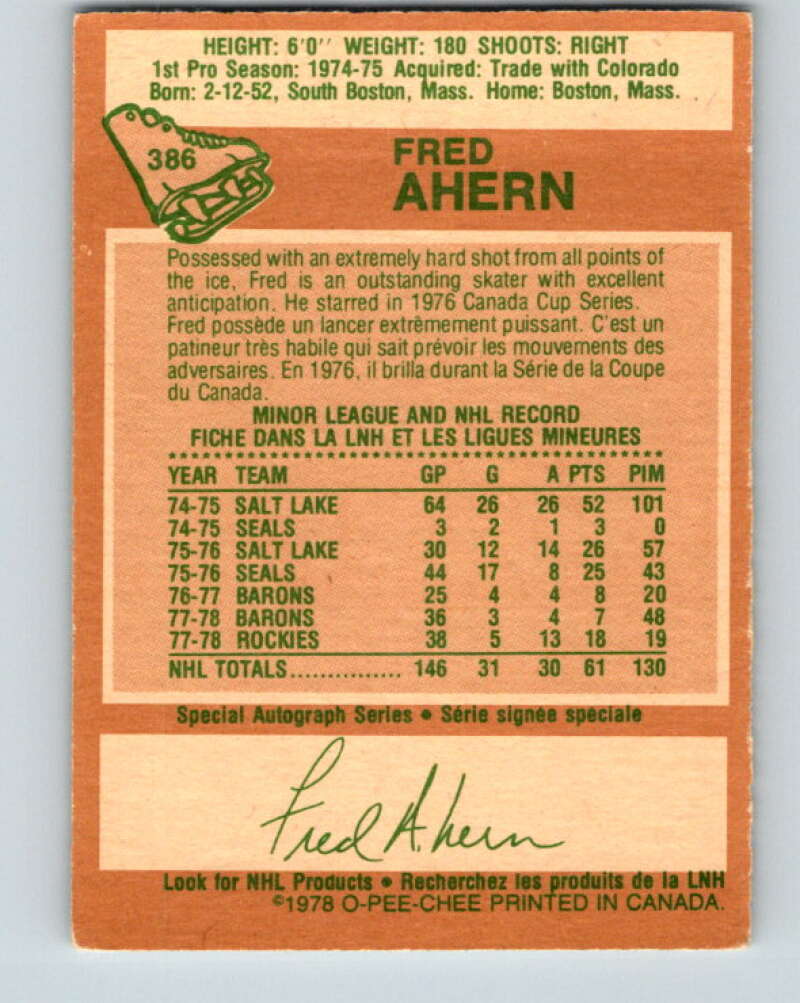 HEIGHT: 6'0'' WEIGHT: 180 SHOOTS: RIGHT
1st Pro Season: 1974-75 Acquired: Trade with Colorado
Born: 2-12-52, South Boston, Mass. Home: Boston, Mass.
386
FRED
AHERN
Possessed with an extremely hard shot from all points of
the ice, Fred is an outstanding skater with excellent
anticipation. He starred in 1976 Canada Cup Series.
Fred possède un lancer extrêmement puissant. C'est un
patineur très habile qui sait prévoir les mouvements des
adversaires. En 1976, il brilla durant la Série de la Coupe
du Canada.
MINOR LEAGUE AND NHL RECORD
FICHE DANS LA LNH ET LES LIGUES MINEURES
YEAR TEAM GP G A PTS PIM
74-75 SALT LAKE 64 26 26 52 101
74-75 SEALS 3 2 1 3 0
75-76 SALT LAKE 30 12 14 26 57
75-76 SEALS 44 17 8 25 43
76-77 BARONS 25 4 4 8 20
77-78 BARONS 36 3 4 7 48
77-78 ROCKIES 38 5 13 18 19
NHL TOTALS............... 146 31 30 61 130
Special Autograph Series • Série signée spéciale
Fred Ahern
Look for NHL Products • Recherchez les produits de la LNH
©1978 O-PEE-CHEE PRINTED IN CANADA.